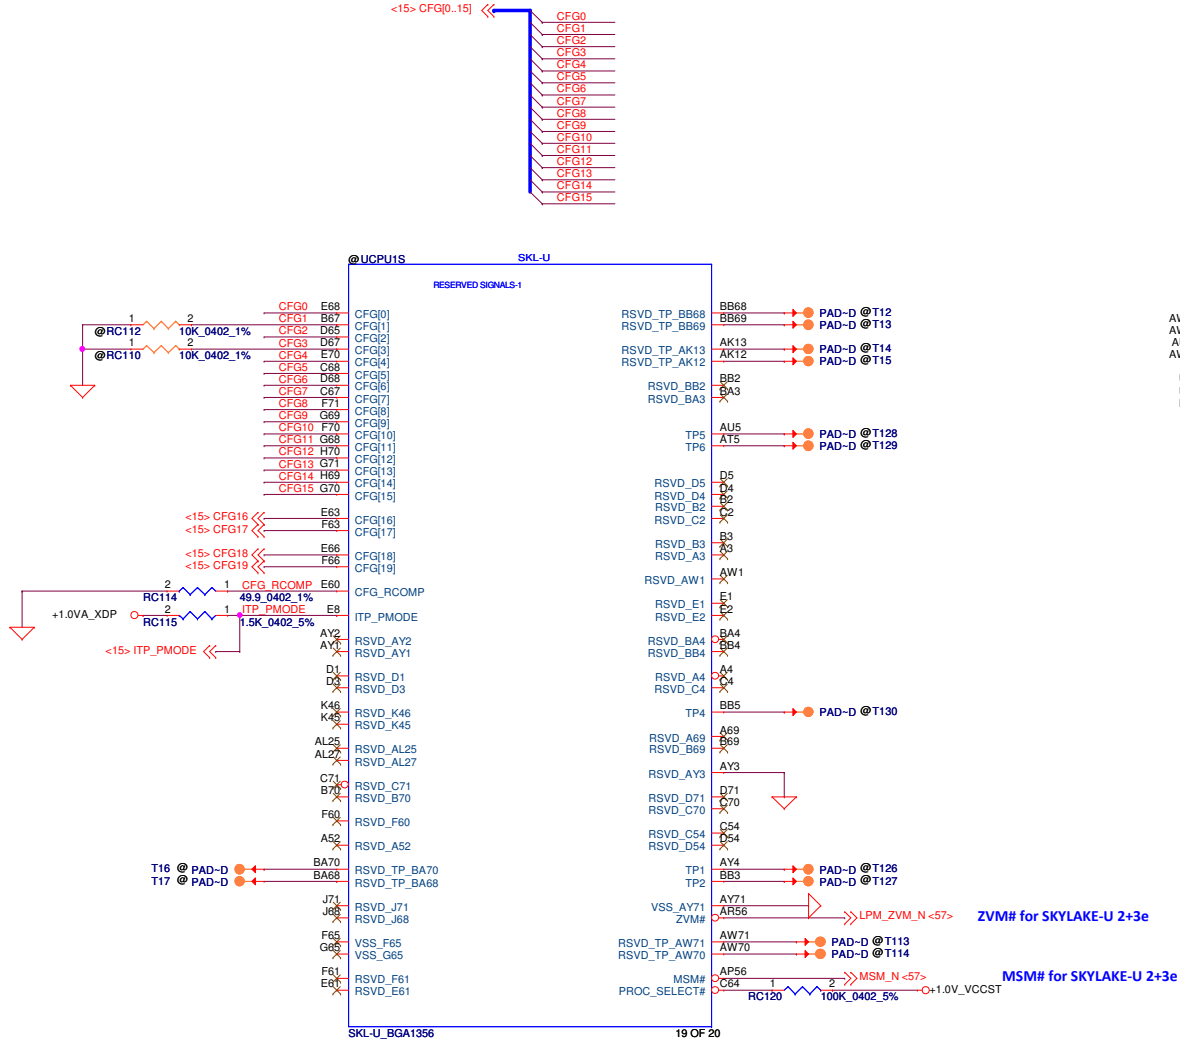 <15> CFG[0..15]
CFG0
CFG1
CFG2
CFG3
CFG4
CFG5
CFG6
CFG7
CFG8
CFG9
CFG10
CFG11
CFG12
CFG13
CFG14
CFG15
@UCPU1S
SKL-U
RESERVED SIGNALS-1
CFG0 E68 CFG[0]
1 @RC112 2 10K_0402_1% CFG1 B67 CFG[1]
CFG2 D65 CFG[2]
1 @RC110 2 10K_0402_1% CFG3 D67 CFG[3]
CFG4 E70 CFG[4]
CFG5 C68 CFG[5]
CFG6 D68 CFG[6]
CFG7 C67 CFG[7]
CFG8 F71 CFG[8]
CFG9 G69 CFG[9]
CFG10 F70 CFG[10]
CFG11 G68 CFG[11]
CFG12 H70 CFG[12]
CFG13 G71 CFG[13]
CFG14 H69 CFG[14]
CFG15 G70 CFG[15]
<15> CFG16 E63 CFG[16]
<15> CFG17 F63 CFG[17]
<15> CFG18 E66 CFG[18]
<15> CFG19 F66 CFG[19]
2 RC114 1 CFG_RCOMP 49.9_0402_1% E60 CFG_RCOMP
+1.0VA_XDP 2 RC115 1 ITP_PMODE 1.5K_0402_5% E8 ITP_PMODE
<15> ITP_PMODE
AY2 RSVD_AY2
AY1 RSVD_AY1
D1 RSVD_D1
D3 RSVD_D3
K46 RSVD_K46
K45 RSVD_K45
AL25 RSVD_AL25
AL27 RSVD_AL27
C71 RSVD_C71
B70 RSVD_B70
F60 RSVD_F60
A52 RSVD_A52
T16 @ PAD~D BA70 RSVD_TP_BA70
T17 @ PAD~D BA68 RSVD_TP_BA68
J71 RSVD_J71
J68 RSVD_J68
F65 VSS_F65
G65 VSS_G65
F61 RSVD_F61
E61 RSVD_E61
RSVD_TP_BB68 BB68 PAD~D @T12
RSVD_TP_BB69 BB69 PAD~D @T13
RSVD_TP_AK13 AK13 PAD~D @T14
RSVD_TP_AK12 AK12 PAD~D @T15
RSVD_BB2 BB2
RSVD_BA3 BA3
TP5 AU5 PAD~D @T128
TP6 AT5 PAD~D @T129
RSVD_D5 D5
RSVD_D4 D4
RSVD_B2 B2
RSVD_C2 C2
RSVD_B3 B3
RSVD_A3 A3
RSVD_AW1 AW1
RSVD_E1 E1
RSVD_E2 E2
RSVD_BA4 BA4
RSVD_BB4 BB4
RSVD_A4 A4
RSVD_C4 C4
TP4 BB5 PAD~D @T130
RSVD_A69 A69
RSVD_B69 B69
RSVD_AY3 AY3
RSVD_D71 D71
RSVD_C70 C70
RSVD_C54 C54
RSVD_D54 D54
TP1 AY4 PAD~D @T126
TP2 BB3 PAD~D @T127
VSS_AY71 AY71
ZVM# AR56 LPM_ZVM_N <57> ZVM# for SKYLAKE-U 2+3e
RSVD_TP_AW71 AW71 PAD~D @T113
RSVD_TP_AW70 AW70 PAD~D @T114
MSM# AP56 MSM_N <57> MSM# for SKYLAKE-U 2+3e
PROC_SELECT# C64 1 RC120 2 100K_0402_5% +1.0V_VCCST
SKL-U_BGA1356
19 OF 20